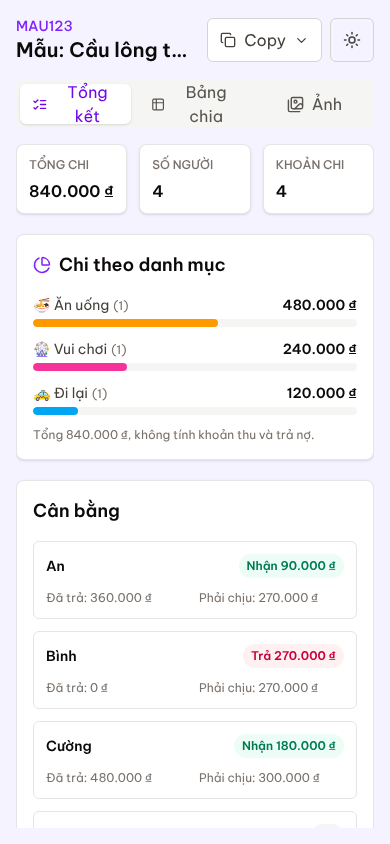 MAU123
Mẫu: Cầu lông t...
Copy
Tổng kết
Bảng chia
Ảnh
TỔNG CHI
840.000 ₫
SỐ NGƯỜI
4
KHOẢN CHI
4
Chi theo danh mục
Ăn uống (1)
480.000 ₫
Vui chơi (1)
240.000 ₫
Đi lại (1)
120.000 ₫
Tổng 840.000 ₫, không tính khoản thu và trả nợ.
Cân bằng
An
Nhận 90.000 ₫
Đã trả: 360.000 ₫
Phải chịu: 270.000 ₫
Bình
Trả 270.000 ₫
Đã trả: 0 ₫
Phải chịu: 270.000 ₫
Cường
Nhận 180.000 ₫
Đã trả: 480.000 ₫
Phải chịu: 300.000 ₫